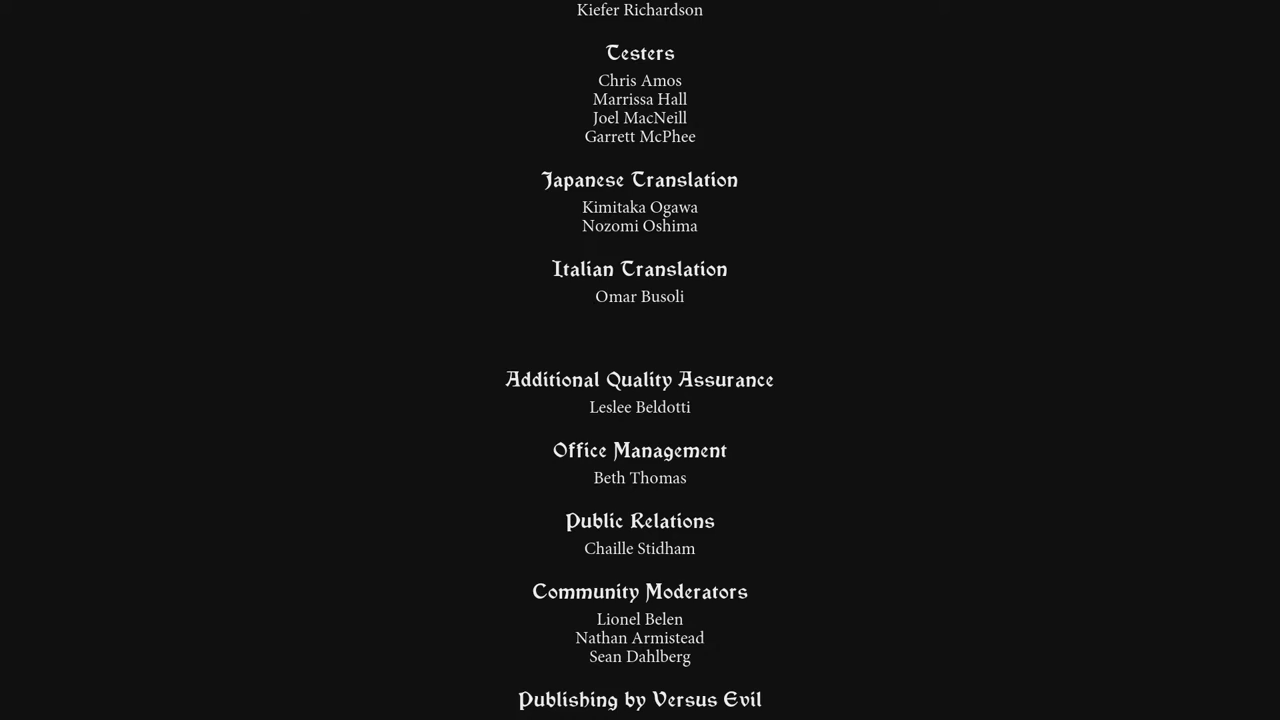 Kiefer Richardson
Testers
Chris Amos
Marrissa Hall
Joel MacNeill
Garrett McPhee
Japanese Translation
Kimitaka Ogawa
Nozomi Oshima
Italian Translation
Omar Busoli
Additional Quality Assurance
Leslee Beldotti
Office Management
Beth Thomas
Public Relations
Chaille Stidham
Community Moderators
Lionel Belen
Nathan Armistead
Sean Dahlberg
Publishing by Versus Evil